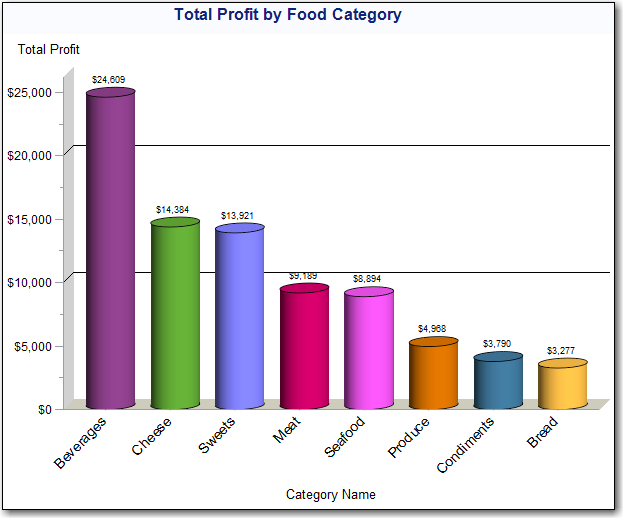 Total Profit by Food Category
Total Profit
$24,609
$25,000
$20,000
$14,384
$13,921
$15,000
$9,189
$8,894
$10,000
$4,968
$3,790
$3,277
$5,000
$0
Beverages
Cheese
Sweets
Meat
Seafood
Produce
Condiments
Bread
Category Name